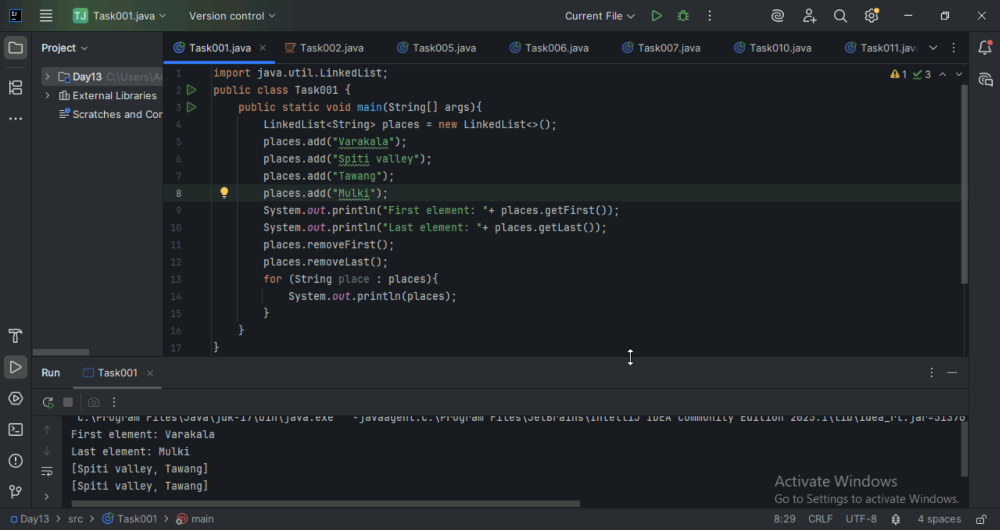 TJ Task001.java Version control Current File
Project Task001.java Task002.java Task005.java Task006.java Task007.java Task010.java Task011.jav
Day13 C:\Users\A
External Libraries
Scratches and Con
1 import java.util.LinkedList;
2 public class Task001 {
3 public static void main(String[] args){
4 LinkedList<String> places = new LinkedList<>();
5 places.add("Varakala");
6 places.add("Spiti valley");
7 places.add("Tawang");
8 places.add("Mulki");
9 System.out.println("First element: "+ places.getFirst());
10 System.out.println("Last element: "+ places.getLast());
11 places.removeFirst();
12 places.removeLast();
13 for (String place : places){
14 System.out.println(places);
15 }
16 }
17 }
1 3
Run Task001
C:\Program Files\Java\jdk-17\bin\java.exe" "-javaagent:C:\Program Files\JetBrains\IntelliJ IDEA Community Edition 2025.1\lib\idea_rt.jar=
First element: Varakala
Last element: Mulki
[Spiti valley, Tawang]
[Spiti valley, Tawang]
Activate Windows
Go to Settings to activate Windows.
Day13 > src > Task001 > main 8:29 CRLF UTF-8 4 spaces